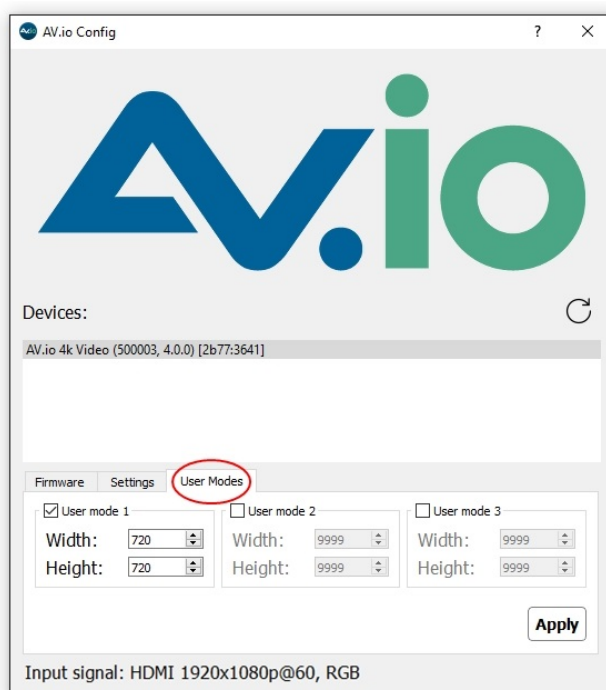 AV.io Config
AV.io
Devices:
AV.io 4k Video (500003, 4.0.0) [2b77:3641]
Firmware Settings User Modes
User mode 1 User mode 2 User mode 3
Width: 720 Width: 9999 Width: 9999
Height: 720 Height: 9999 Height: 9999
Apply
Input signal: HDMI 1920x1080p@60, RGB